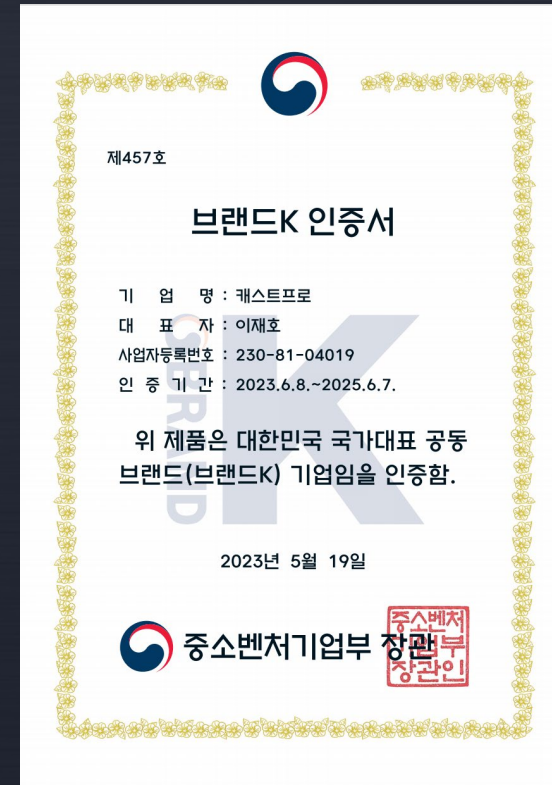 제457호
브랜드K 인증서
기 업 명 : 캐스트프로
대 표 자 : 이재호
사업자등록번호 : 230-81-04019
인 증 기 간 : 2023.6.8.~2025.6.7.
BRAND K
위 제품은 대한민국 국가대표 공동
브랜드(브랜드K) 기업임을 인증함.
2023년 5월 19일
중소벤처기업부 장관
중소벤처
기업부
장관인